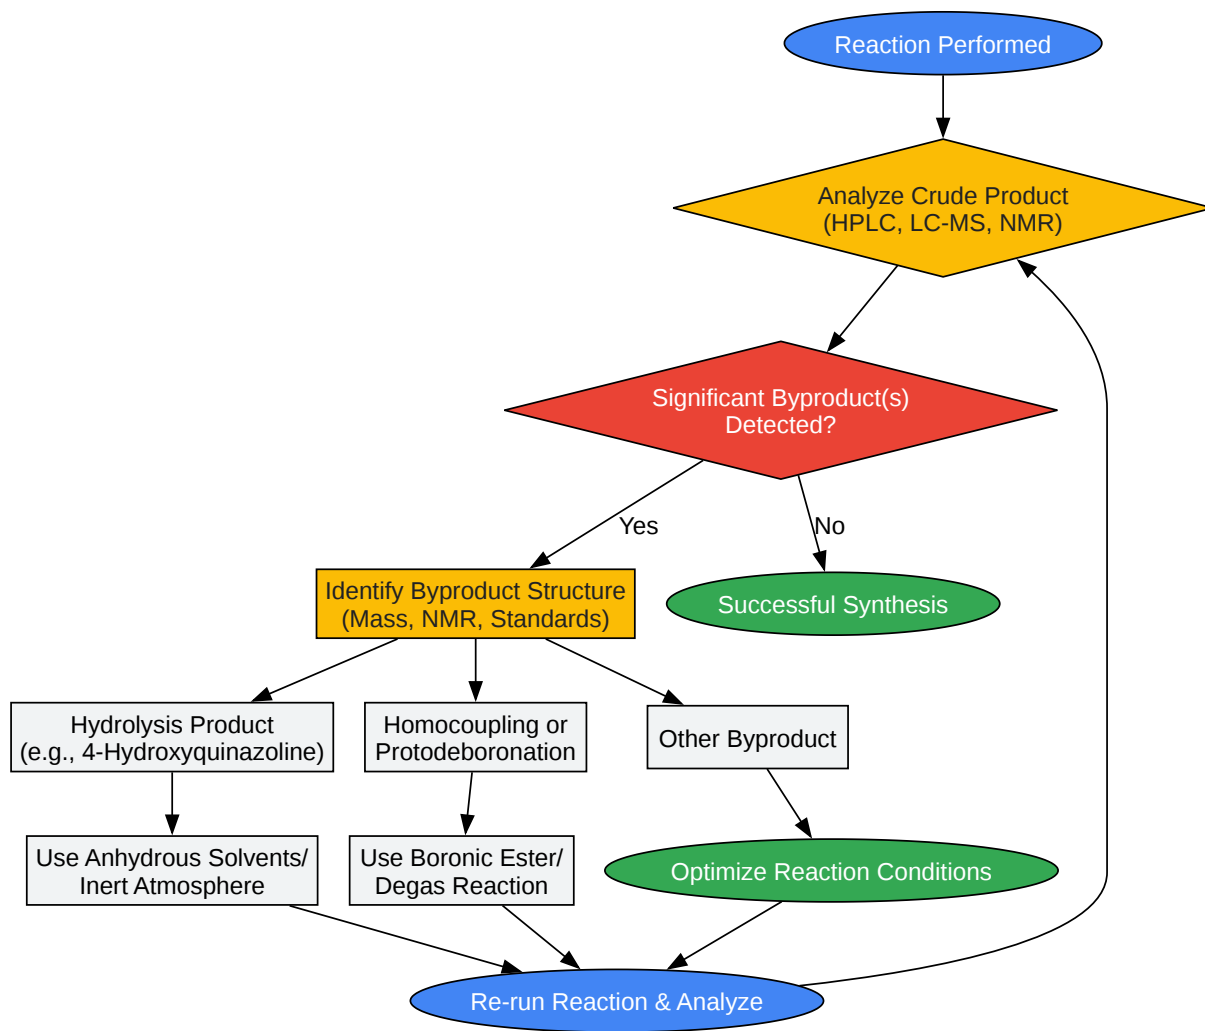 Reaction Performed
Analyze Crude Product
(HPLC, LC-MS, NMR)
Significant Byproduct(s)
Detected?
Yes
No
Identify Byproduct Structure
(Mass, NMR, Standards)
Successful Synthesis
Hydrolysis Product
(e.g., 4-Hydroxyquinazoline)
Homocoupling or
Protodeboronation
Other Byproduct
Use Anhydrous Solvents/
Inert Atmosphere
Use Boronic Ester/
Degas Reaction
Optimize Reaction Conditions
Re-run Reaction & Analyze